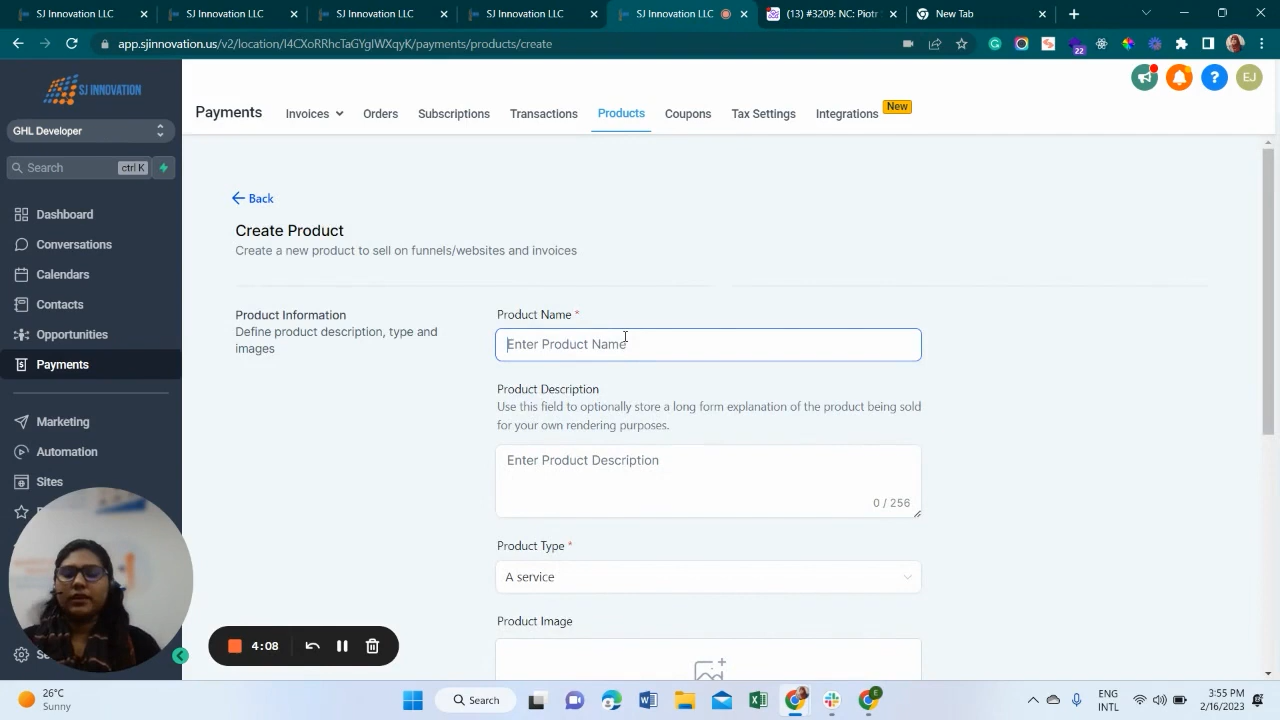 SJ Innovation LLC
SJ Innovation LLC
SJ Innovation LLC
SJ Innovation LLC
SJ Innovation LLC
(13) #3209: NC: Piotr
New Tab
app.sjinnovation.us/v2/location/I4CXoRRhcTaGYgIWXqyK/payments/products/create
22
SJ INNOVATION
EJ
GHL Developer
Search
ctrl K
Dashboard
Conversations
Calendars
Contacts
Opportunities
Payments
Marketing
Automation
Sites
Payments
Invoices
Orders
Subscriptions
Transactions
Products
Coupons
Tax Settings
Integrations
New
Back
Create Product
Create a new product to sell on funnels/websites and invoices
Product Information
Define product description, type and
images
Product Name *
Enter Product Name
Product Description
Use this field to optionally store a long form explanation of the product being sold
for your own rendering purposes.
Enter Product Description
0 / 256
Product Type *
A service
Product Image
4:08
26°C
Sunny
Search
ENG
INTL
3:55 PM
2/16/2023